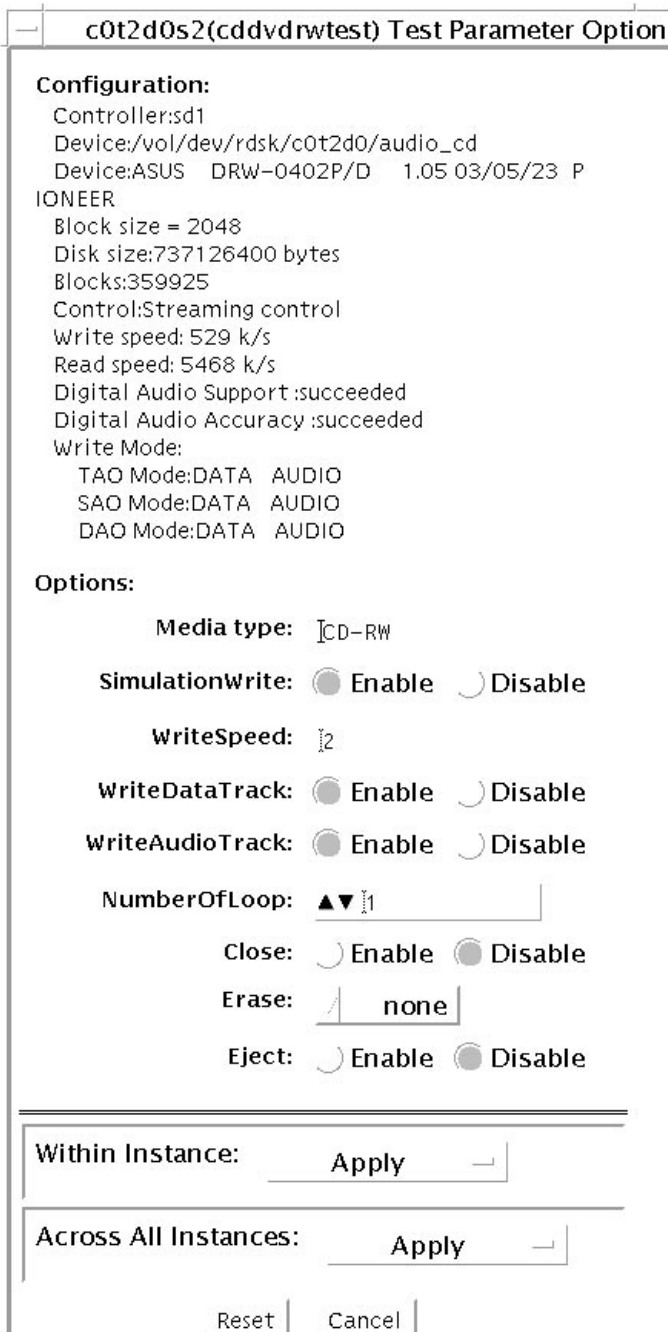 c0t2d0s2(cddvdrwtest) Test Parameter Option
Configuration:
Controller:sd1
Device:/vol/dev/rdsk/c0t2d0/audio_cd
Device:ASUS DRW-0402P/D 1.05 03/05/23 P
IONEER
Block size = 2048
Disk size:737126400 bytes
Blocks:359925
Control:Streaming control
Write speed: 529 k/s
Read speed: 5468 k/s
Digital Audio Support :succeeded
Digital Audio Accuracy :succeeded
Write Mode:
TAO Mode:DATA AUDIO
SAO Mode:DATA AUDIO
DAO Mode:DATA AUDIO
Options:
Media type: CD-RW
SimulationWrite: Enable Disable
WriteSpeed: 2
WriteDataTrack: Enable Disable
WriteAudioTrack: Enable Disable
NumberOfLoop: 1
Close: Enable Disable
Erase: none
Eject: Enable Disable
Within Instance: Apply
Across All Instances: Apply
Reset Cancel